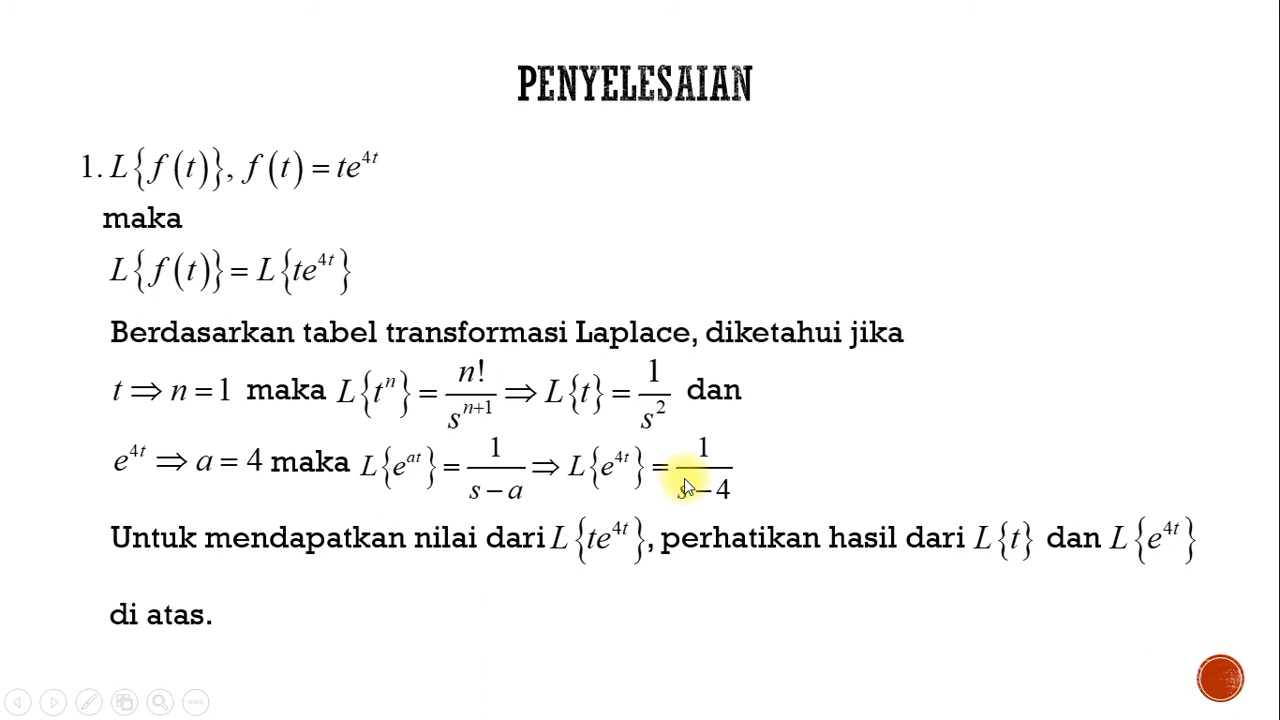 PENYELESAIAN
1. L{f(t)}, f(t) = te^{4t}
maka
L{f(t)} = L{te^{4t}}
Berdasarkan tabel transformasi Laplace, diketahui jika
t ⇒ n = 1 maka L{t^n} = n!/s^{n+1} ⇒ L{t} = 1/s^2 dan
e^{4t} ⇒ a = 4 maka L{e^{at}} = 1/(s−a) ⇒ L{e^{4t}} = 1/(s−4)
Untuk mendapatkan nilai dari L{te^{4t}}, perhatikan hasil dari L{t} dan L{e^{4t}}
di atas.